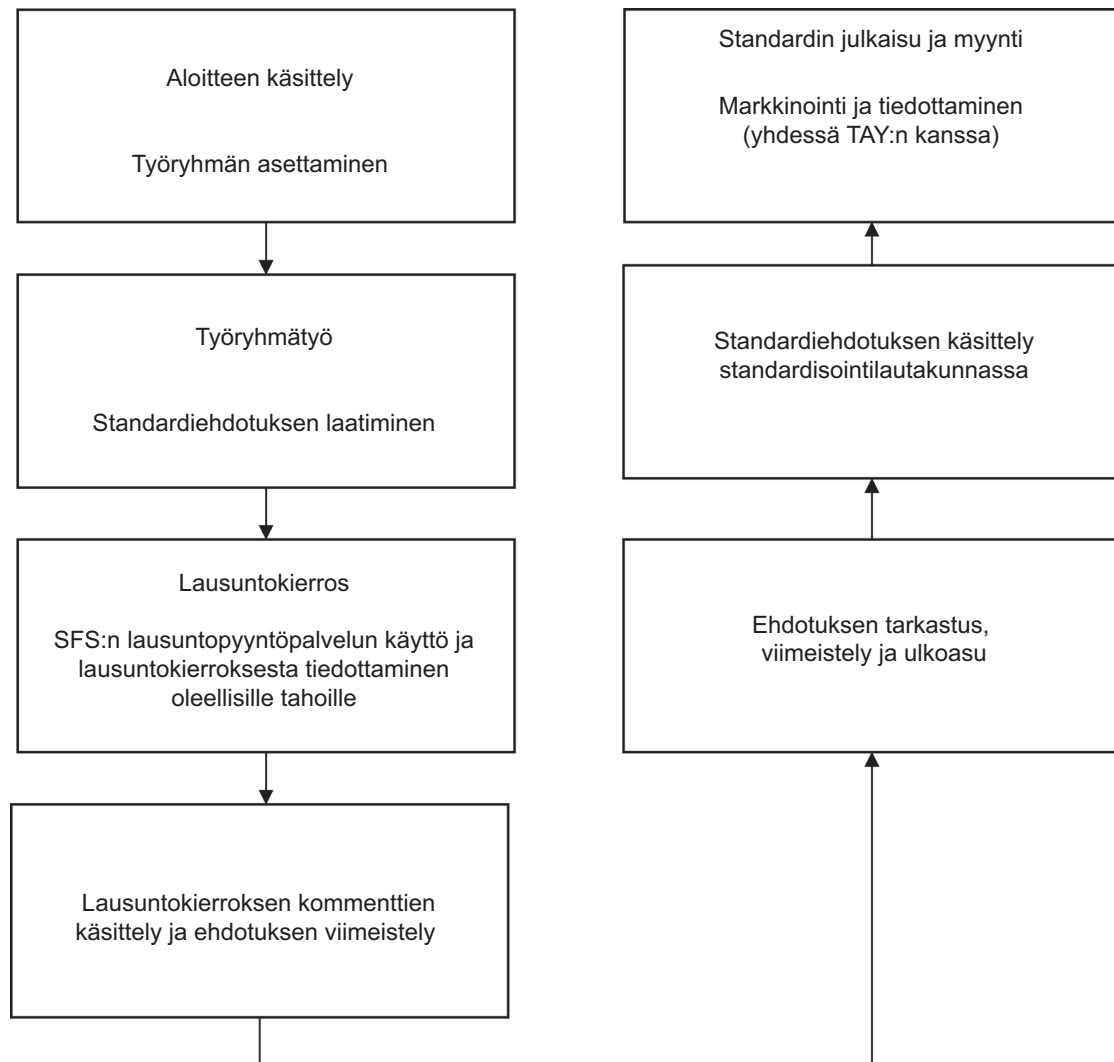 Aloitteen käsittely
Työryhmän asettaminen
Työryhmätyö
Standardiehdotuksen laatiminen
Lausuntokierros
SFS:n lausuntopyyntöpalvelun käyttö ja
lausuntokierroksesta tiedottaminen
oleellisille tahoille
Lausuntokierroksen kommenttien
käsittely ja ehdotuksen viimeistely
Ehdotuksen tarkastus,
viimeistely ja ulkoasu
Standardiehdotuksen käsittely
standardisointilautakunnassa
Standardin julkaisu ja myynti
Markkinointi ja tiedottaminen
(yhdessä TAY:n kanssa)